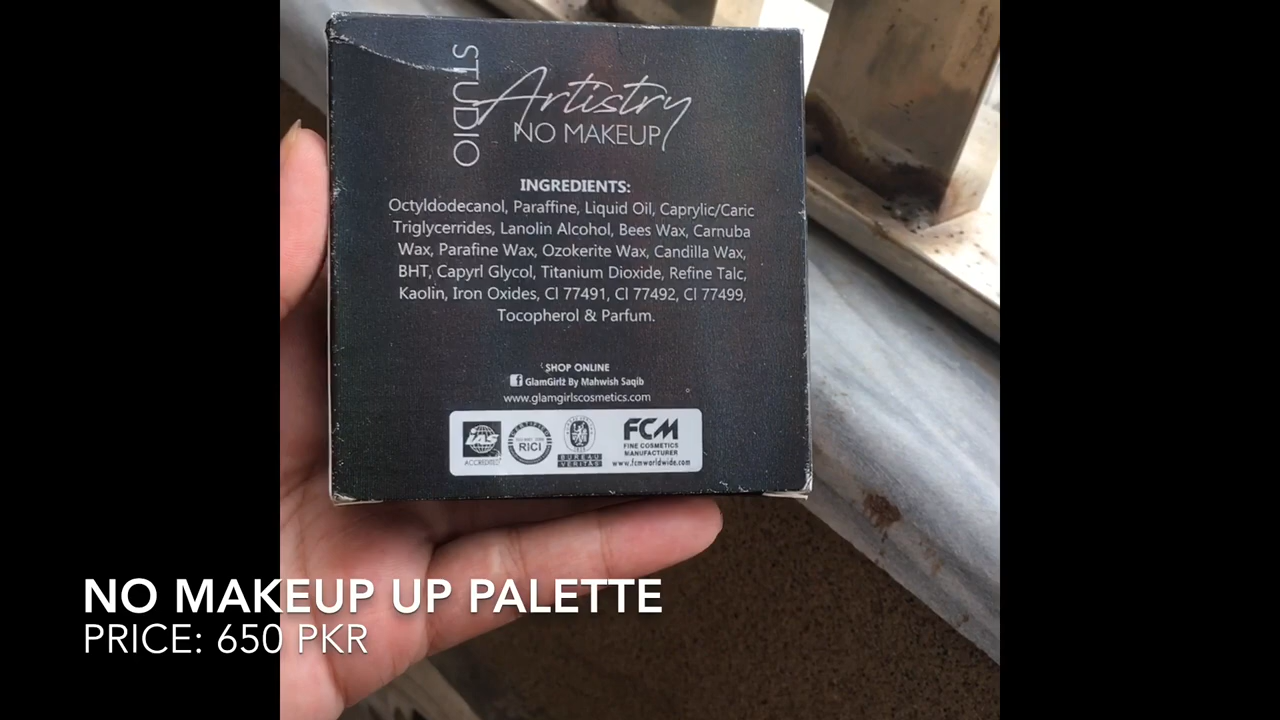 STUDIO
Artistry
NO MAKEUP
INGREDIENTS:
Octyldodecanol, Paraffine, Liquid Oil, Caprylic/Caric
Triglycerrides, Lanolin Alcohol, Bees Wax, Carnuba
Wax, Parafine Wax, Ozokerite Wax, Candilla Wax,
BHT, Capyrl Glycol, Titanium Dioxide, Refine Talc,
Kaolin, Iron Oxides, CI 77491, CI 77492, CI 77499,
Tocopherol & Parfum.
SHOP ONLINE
GlamGirlz By Mahwish Saqib
www.glamgirlscosmetics.com
ias
ACCREDITED
CERTIFIED
RICI
BUREAU
VERITAS
FCM
FINE COSMETICS
MANUFACTURER
www.fcmworldwide.com
NO MAKEUP UP PALETTE
PRICE: 650 PKR